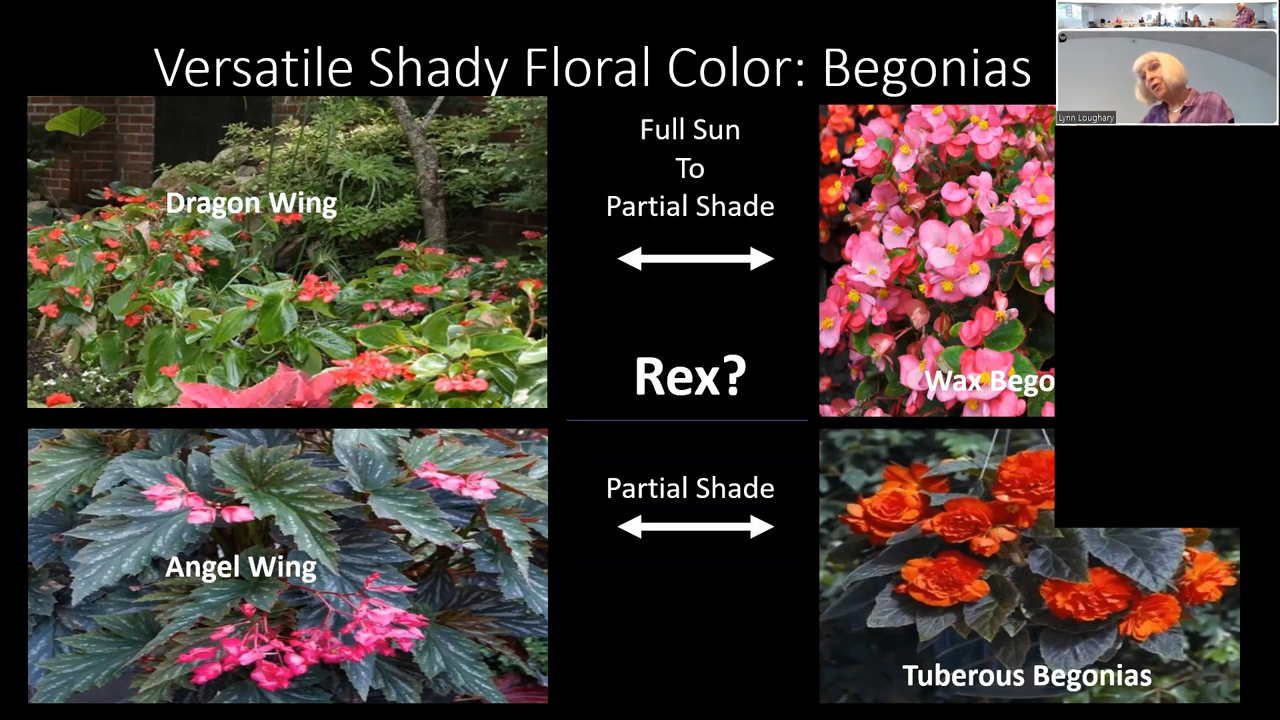 Versatile Shady Floral Color: Begonias
Lynn Loughary
Full Sun
To
Partial Shade
Dragon Wing
Rex?
Wax Bego
Partial Shade
Angel Wing
Tuberous Begonias